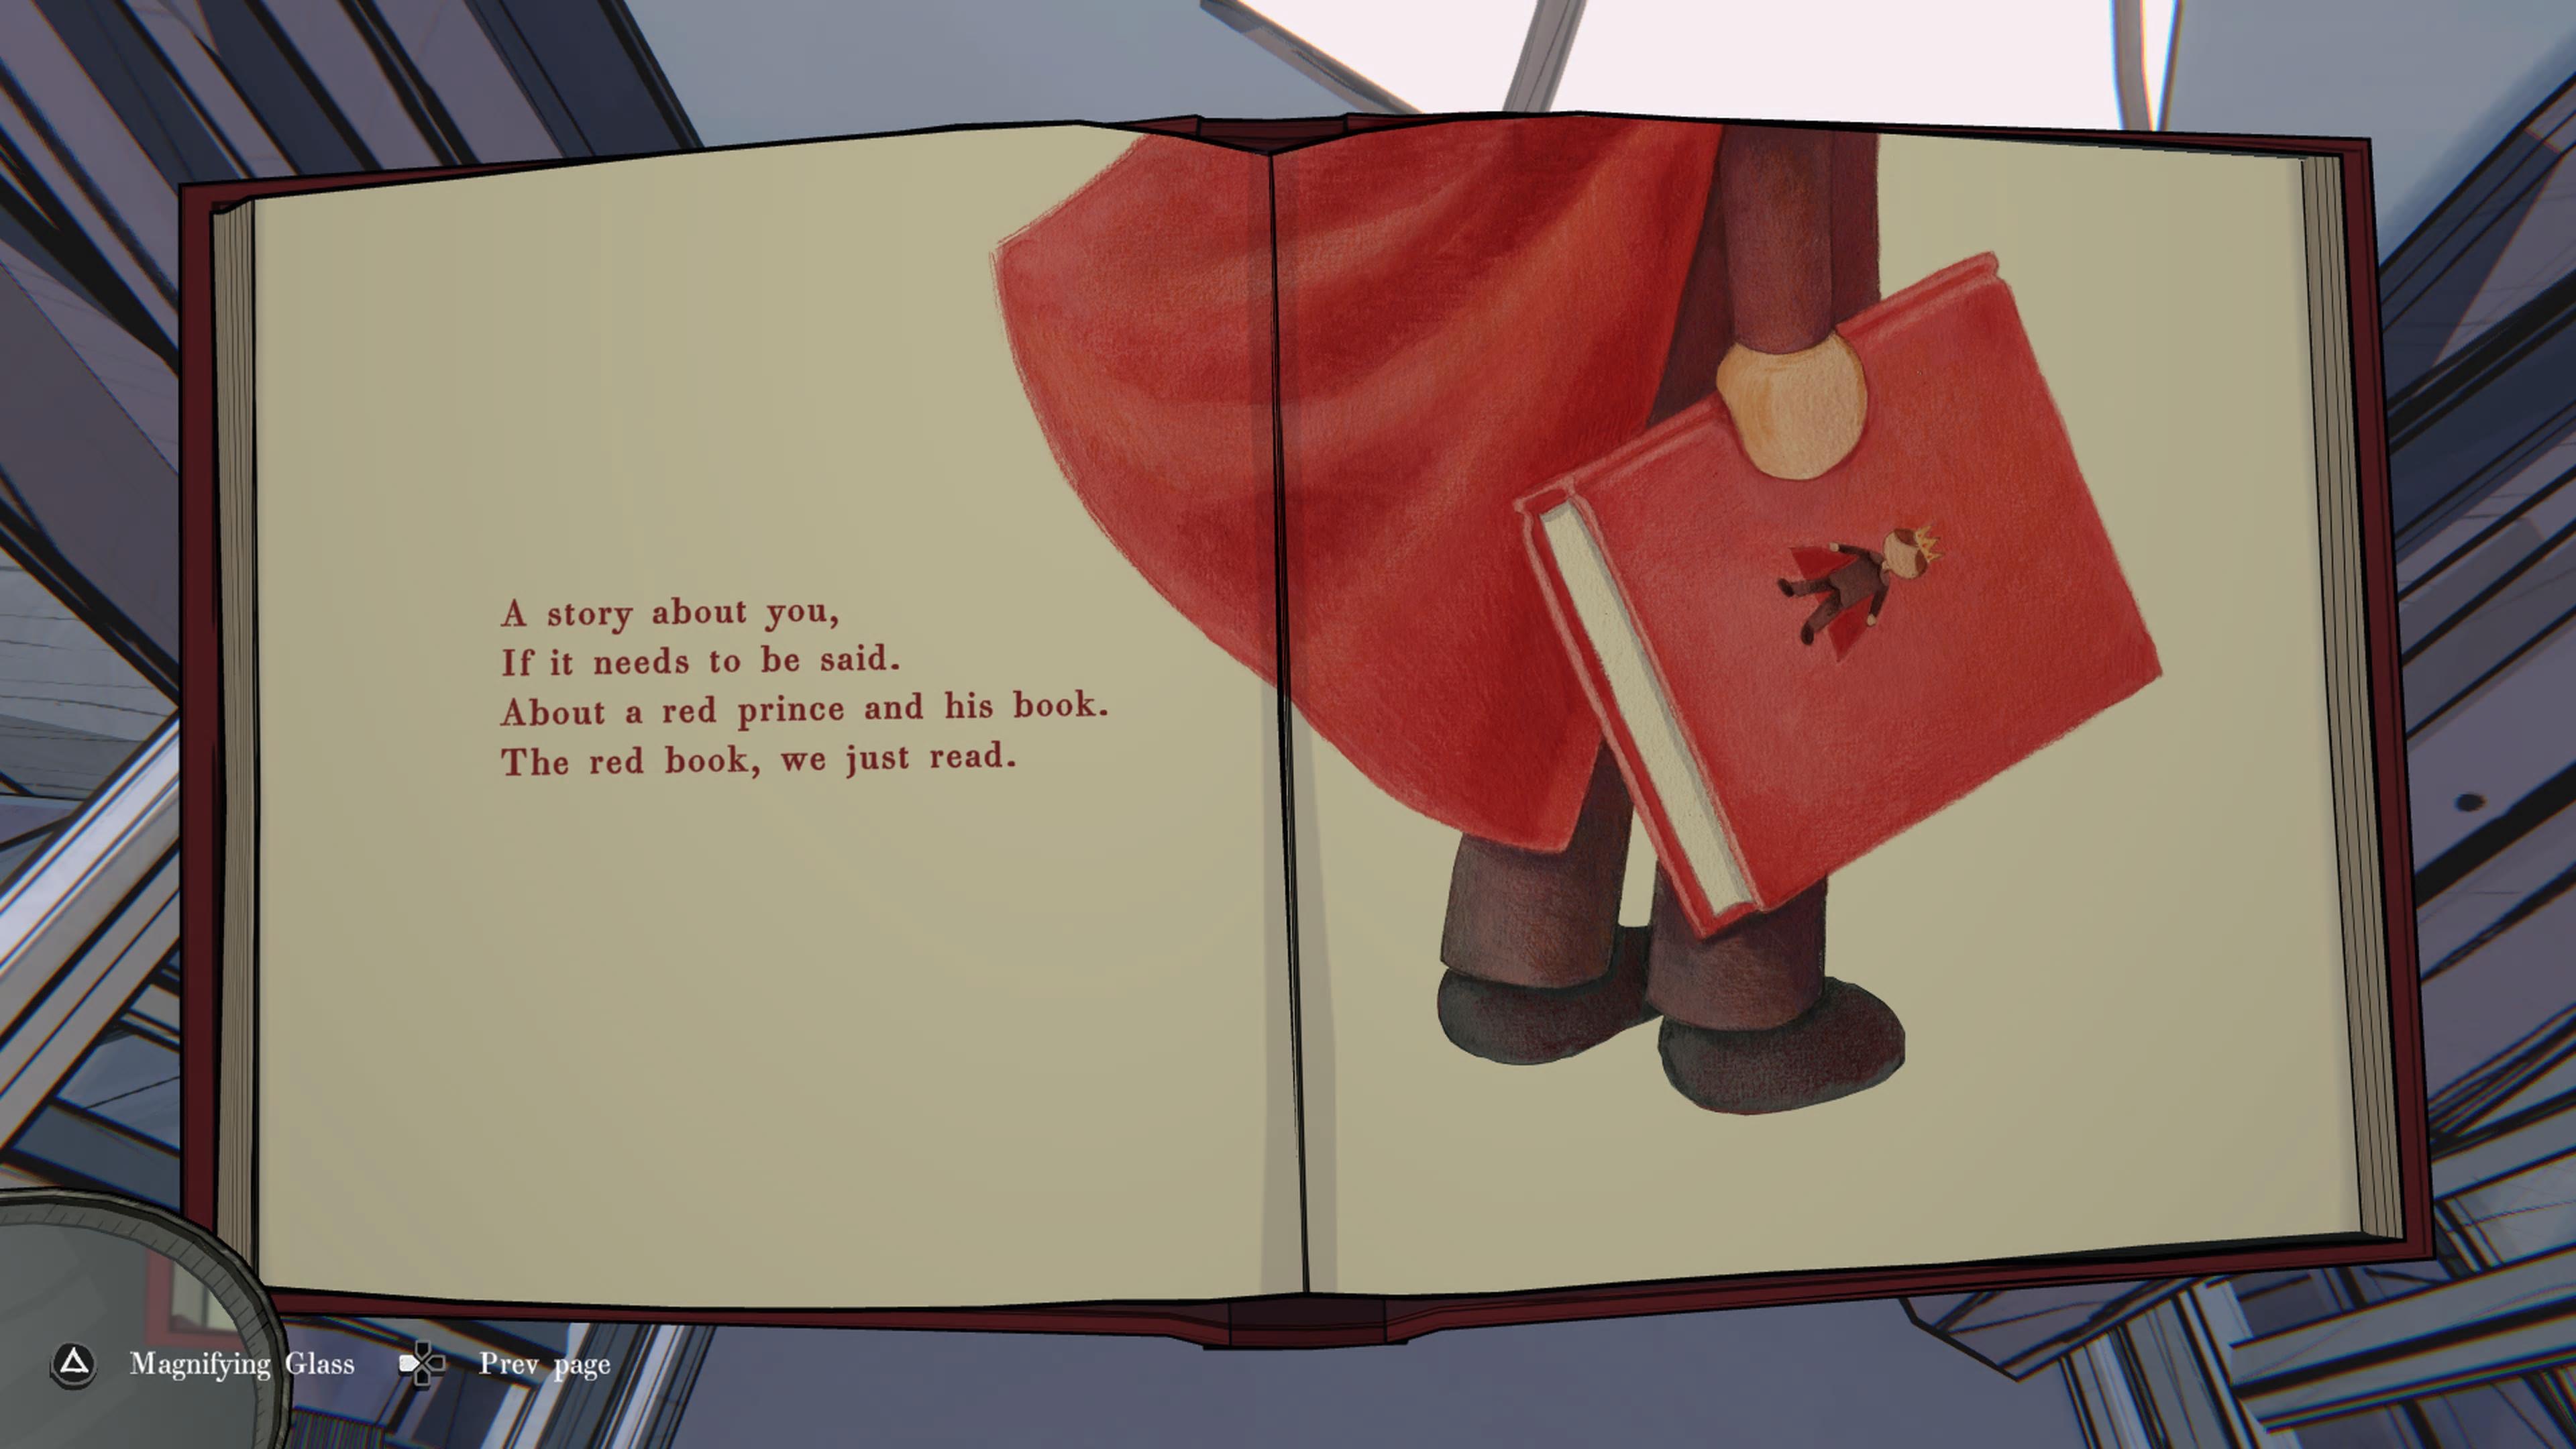 A story about you,
If it needs to be said.
About a red prince and his book.
The red book, we just read.
Magnifying Glass
Prev page